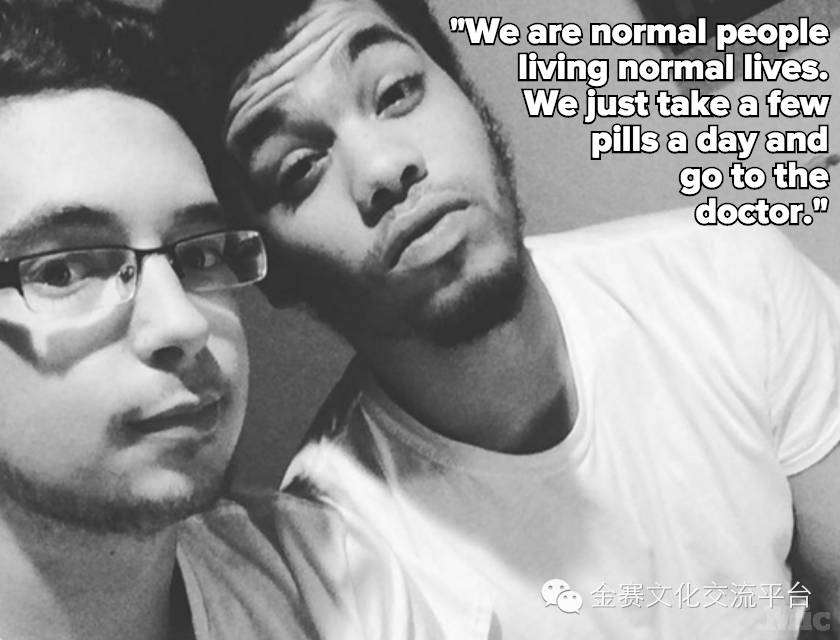 "We are normal people
living normal lives.
We just take a few
pills a day and
go to the
doctor."
金赛文化交流平台
Mic